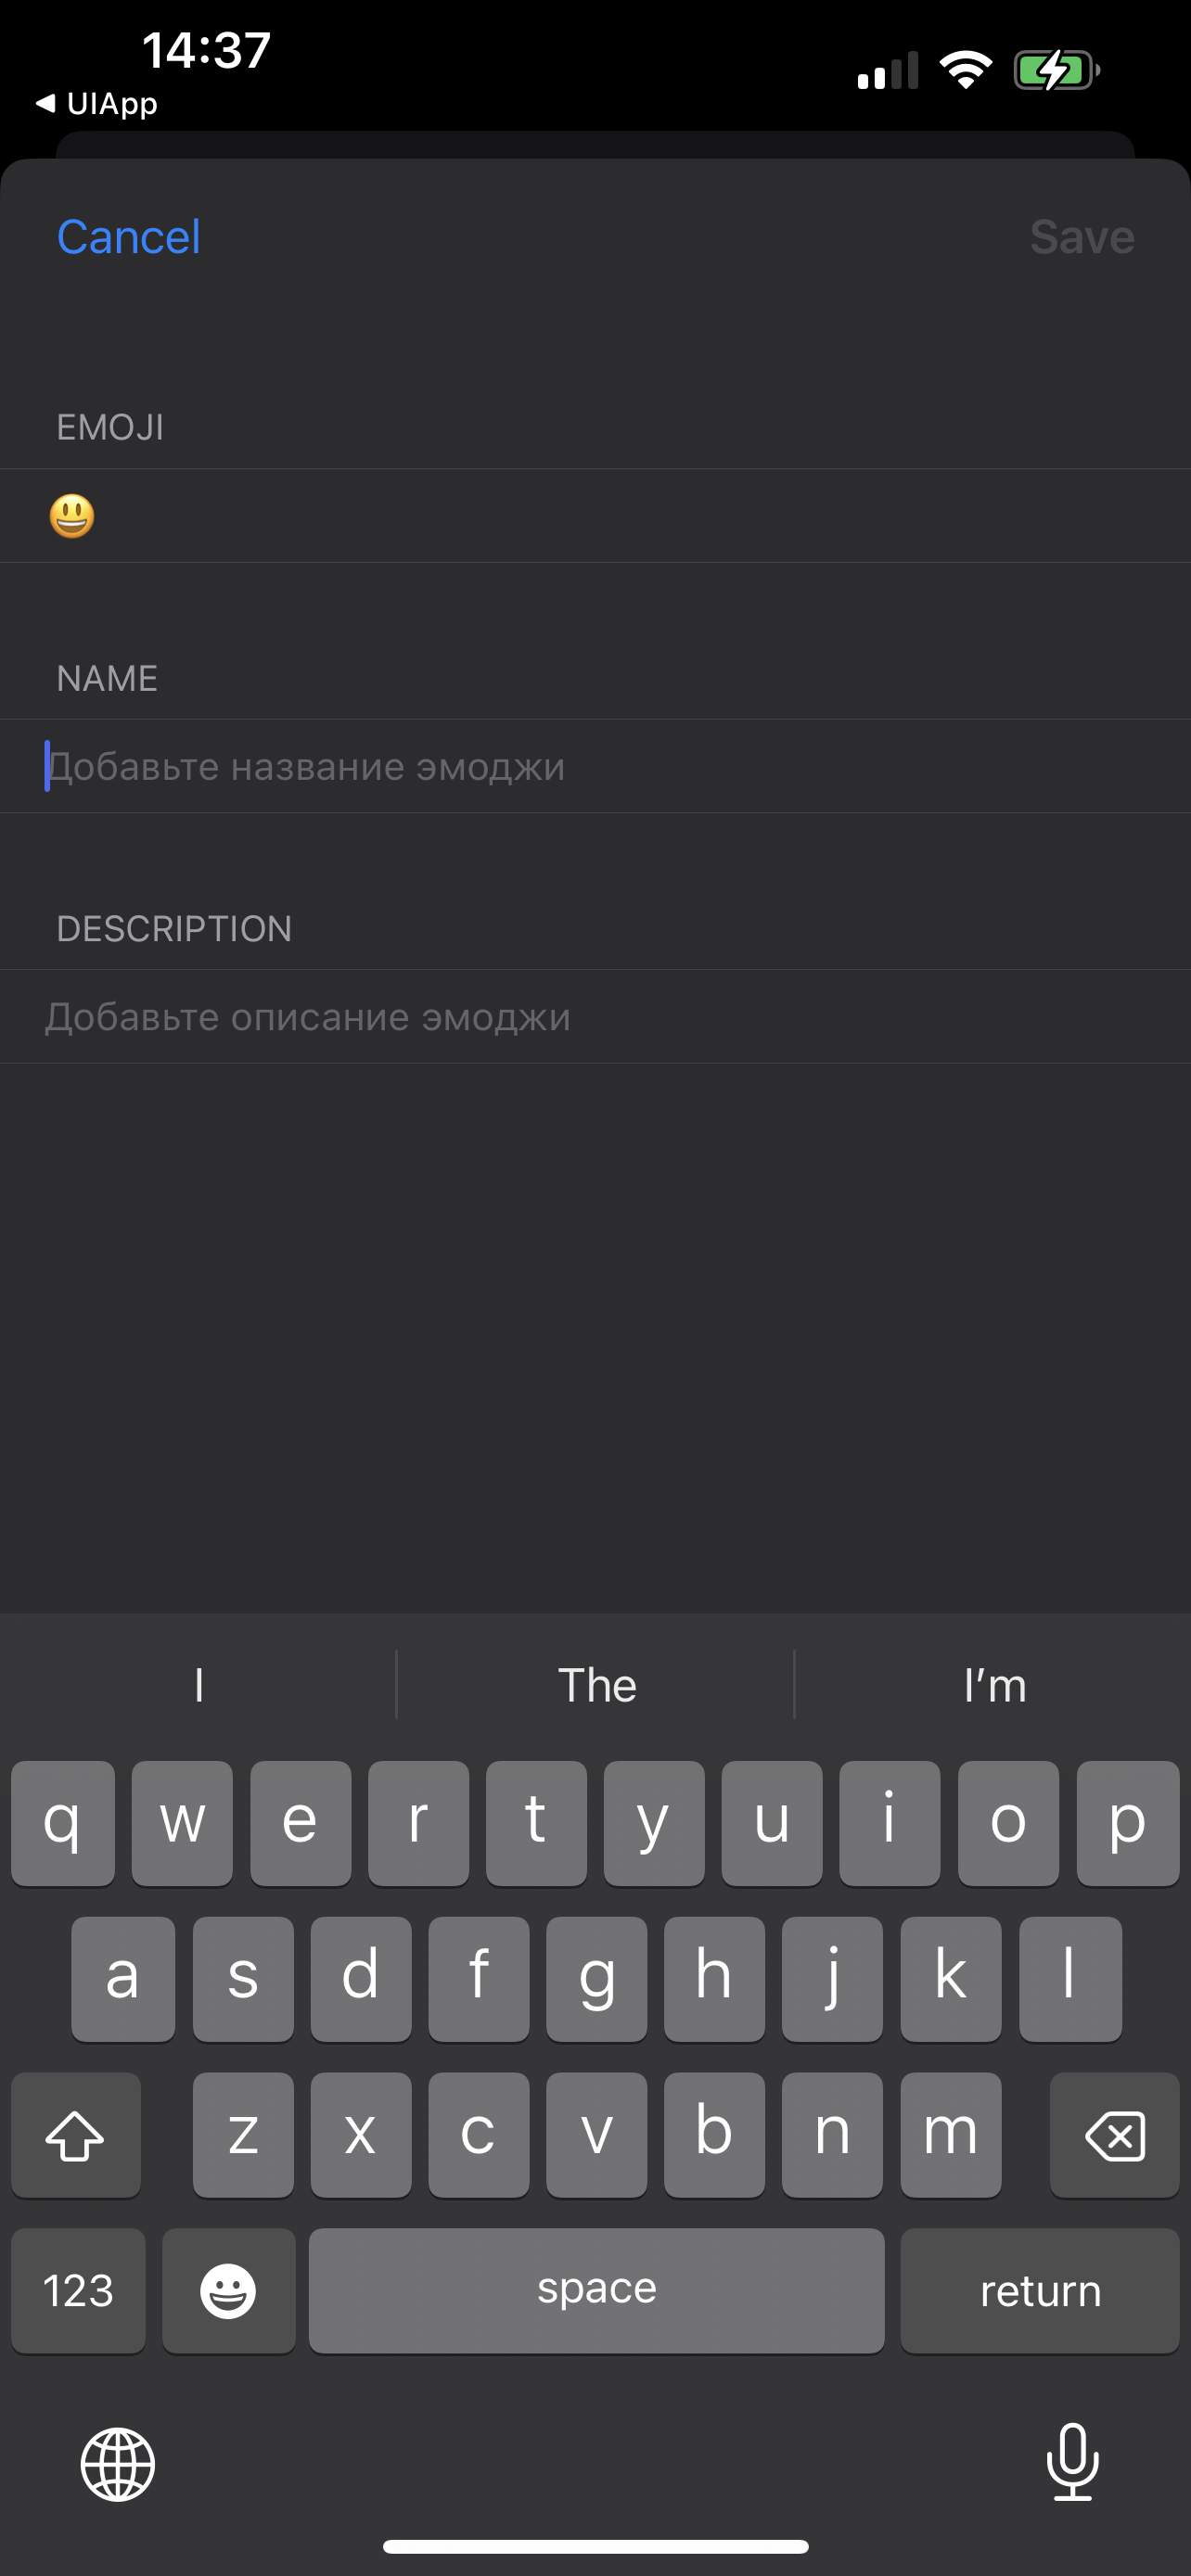 14:37
◀ UIApp
Cancel
Save
EMOJI
😃
NAME
Добавьте название эмоджи
DESCRIPTION
Добавьте описание эмоджи
I The I’m
q w e r t y u i o p
a s d f g h j k l
z x c v b n m
123 space return